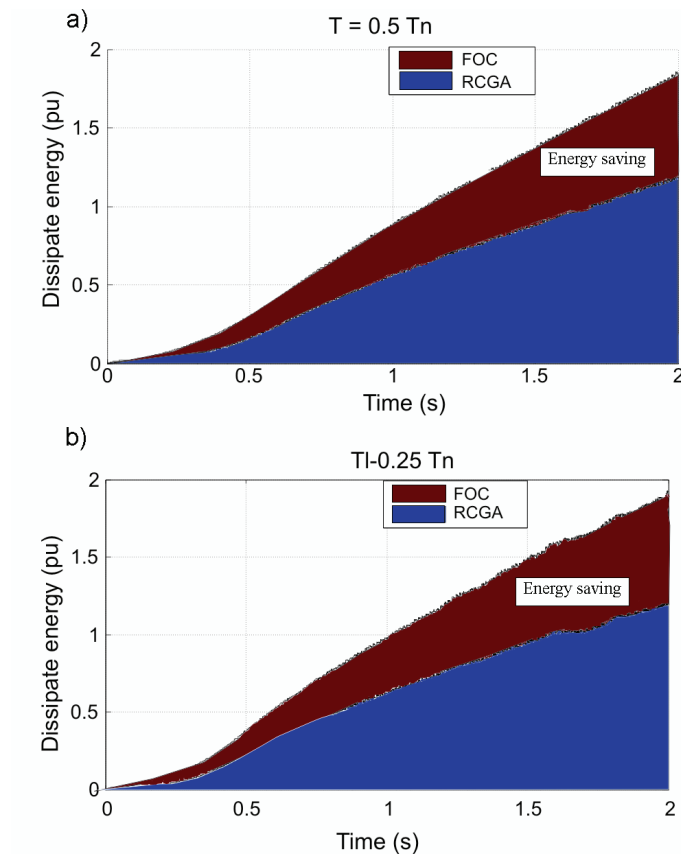 a)
T = 0.5 Tn
2
1.5
1
0.5
0
Dissipate energy (pu)
FOC
RCGA
Energy saving
0
0.5
1
1.5
2
Time (s)
b)
Tl-0.25 Tn
2
1.5
1
0.5
0
Dissipate energy (pu)
FOC
RCGA
Energy saving
0
0.5
1
1.5
2
Time (s)